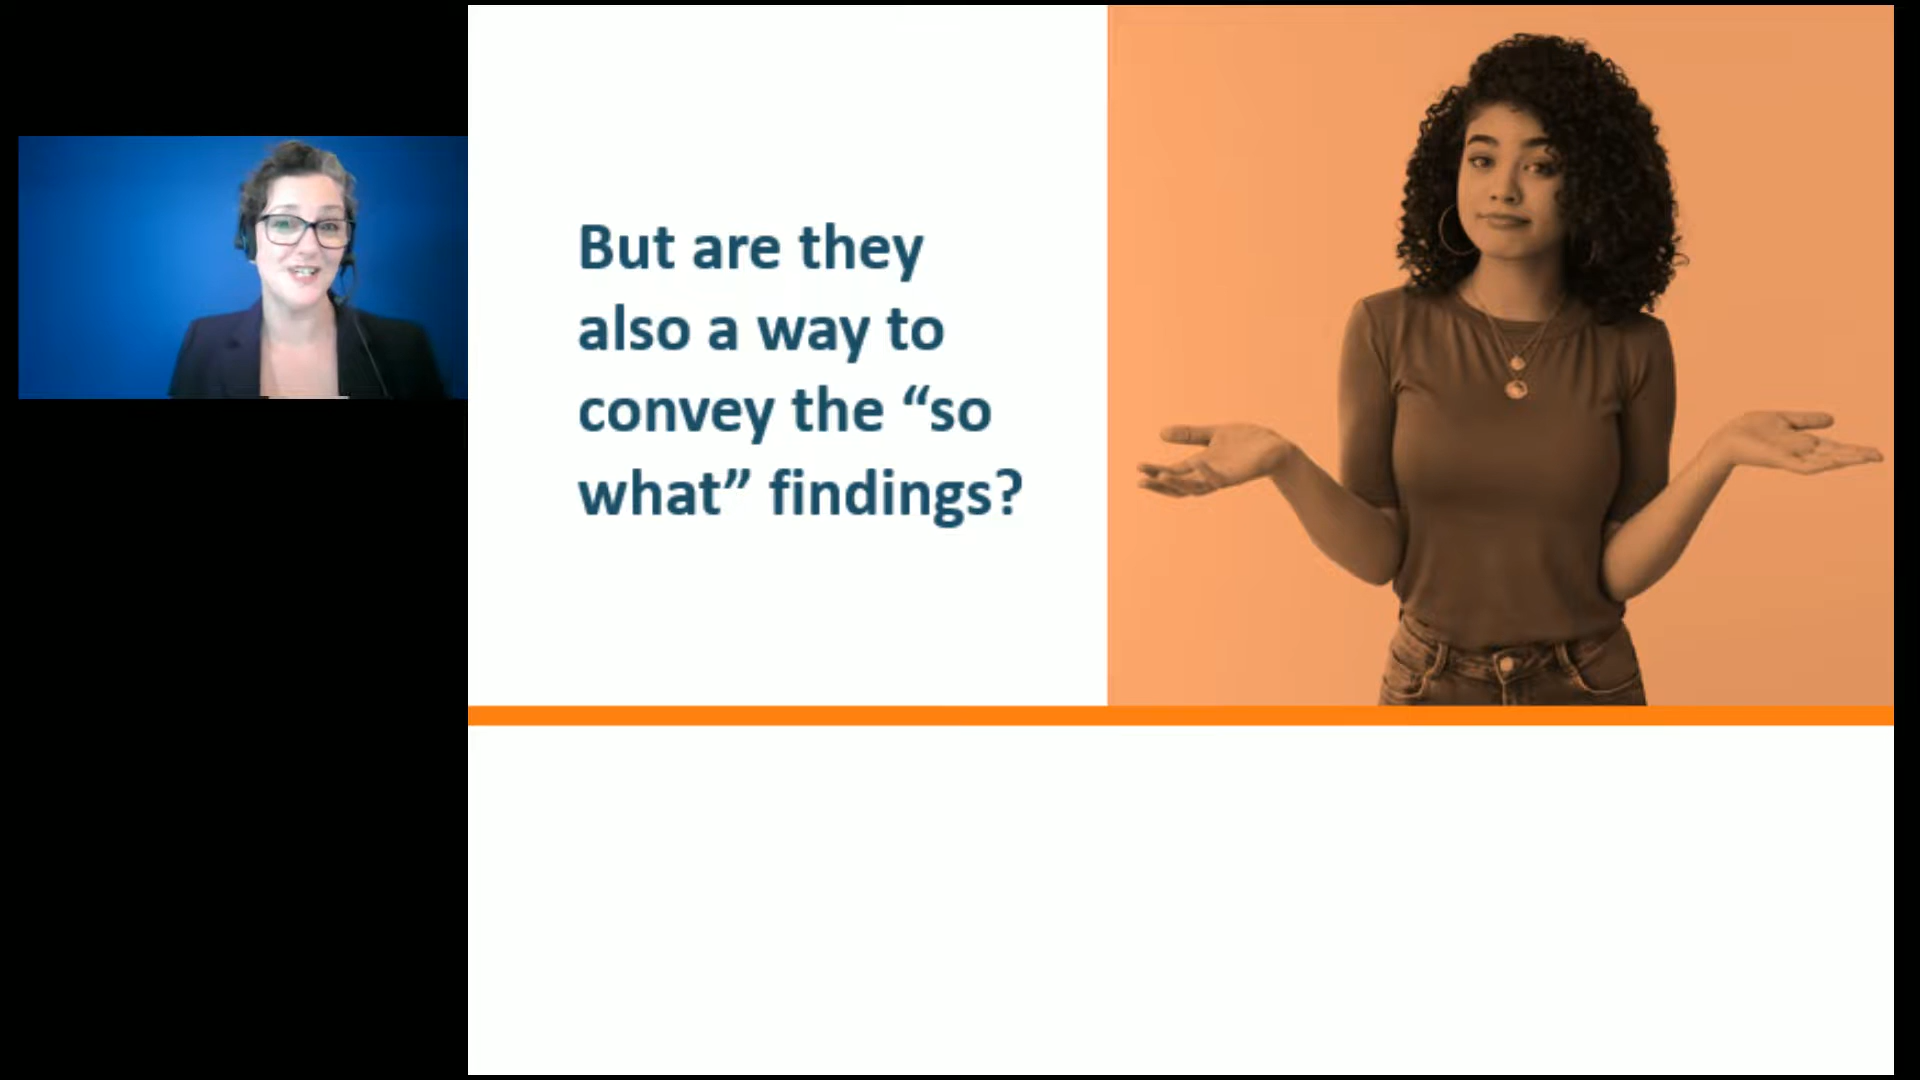 But are they
also a way to
convey the “so
what” findings?